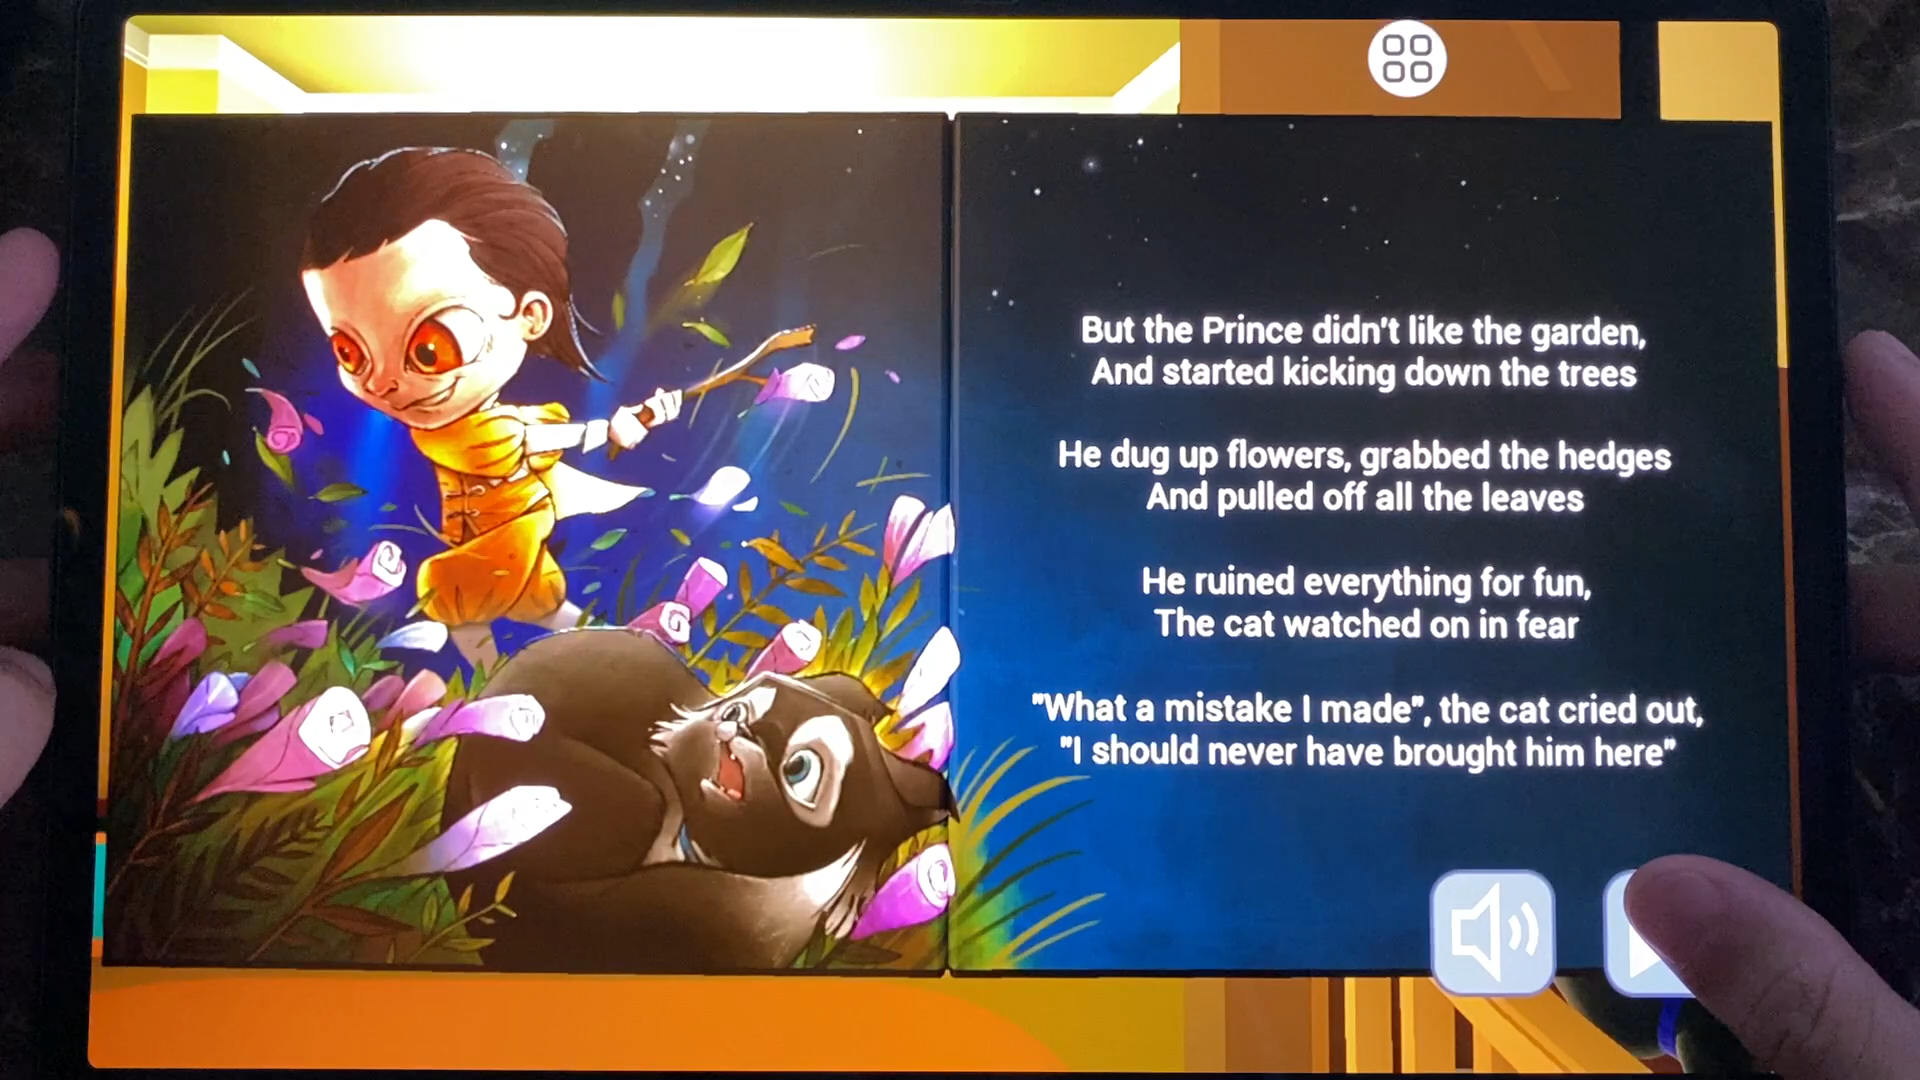 But the Prince didn't like the garden,
And started kicking down the trees
He dug up flowers, grabbed the hedges
And pulled off all the leaves
He ruined everything for fun,
The cat watched on in fear
"What a mistake I made", the cat cried out,
"I should never have brought him here"